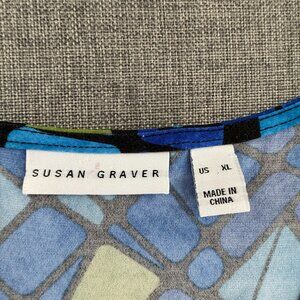 SUSAN GRAVER
US XL
MADE IN
CHINA